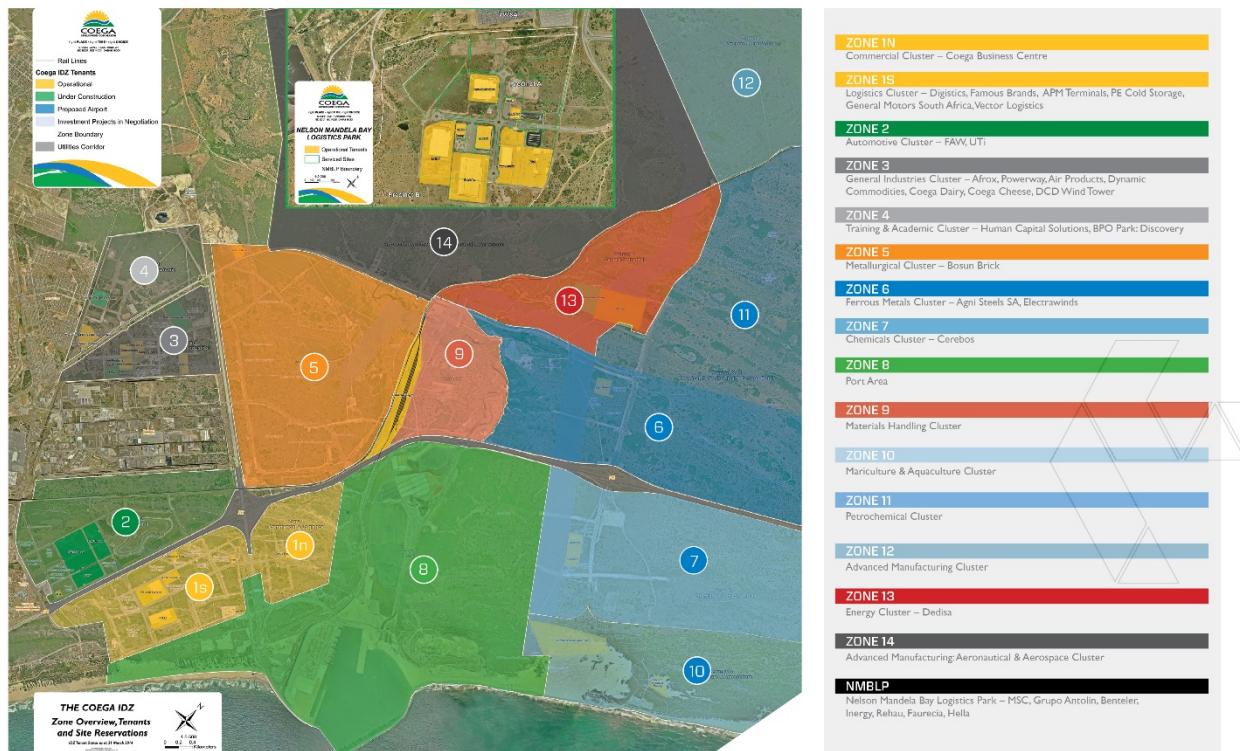 COEGA
DEVELOPMENT CORPORATION
Rail Lines
Coega IDZ Tenants
Operational
Under Construction
Proposed Airport
Investment Projects in Negotiation
Zone Boundary
Utilities Corridor
COEGA
NELSON MANDELA BAY
LOGISTICS PARK
Operational Tenants
Serviced Sites
NMBLP Boundary
12
14
4
13
11
3
9
5
6
2
1n
8
7
1s
10
THE COEGA IDZ
Zone Overview, Tenants
and Site Reservations
Kilometers
ZONE 1N
Commercial Cluster – Coega Business Centre
ZONE 1S
Logistics Cluster – Digistics, Famous Brands, APM Terminals, PE Cold Storage,
General Motors South Africa, Vector Logistics
ZONE 2
Automotive Cluster – FAW, UTi
ZONE 3
General Industries Cluster – Afrox, Powerway, Air Products, Dynamic
Commodities, Coega Dairy, Coega Cheese, DCD Wind Tower
ZONE 4
Training & Academic Cluster – Human Capital Solutions, BPO Park: Discovery
ZONE 5
Metallurgical Cluster – Bosun Brick
ZONE 6
Ferrous Metals Cluster – Agni Steels SA, Electrawinds
ZONE 7
Chemicals Cluster – Cerebos
ZONE 8
Port Area
ZONE 9
Materials Handling Cluster
ZONE 10
Mariculture & Aquaculture Cluster
ZONE 11
Petrochemical Cluster
ZONE 12
Advanced Manufacturing Cluster
ZONE 13
Energy Cluster – Dedisa
ZONE 14
Advanced Manufacturing: Aeronautical & Aerospace Cluster
NMBLP
Nelson Mandela Bay Logistics Park – MSC, Grupo Antolin, Benteler,
Inergy, Rehau, Faurecia, Hella